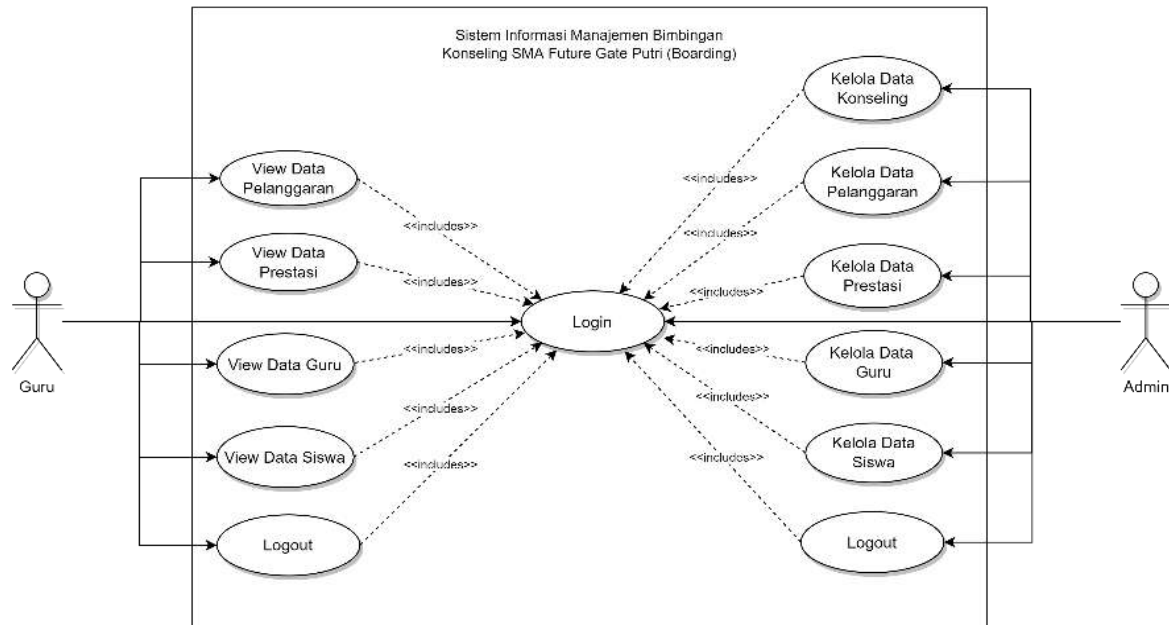 Sistem Informasi Manajemen Bimbingan
Konseling SMA Future Gate Putri (Boarding)
Kelola Data
Konseling
View Data
Pelanggaran
<<includes>>
Kelola Data
Pelanggaran
<<includes>>
<<includes>>
View Data
Prestasi
<<includes>>
Kelola Data
Prestasi
<<includes>>
Login
Guru
View Data Guru
<<includes>>
<<includes>>
Kelola Data
Guru
Admin
<<includes>>
<<includes>>
View Data Siswa
Kelola Data
Siswa
<<includes>>
<<includes>>
Logout
Logout